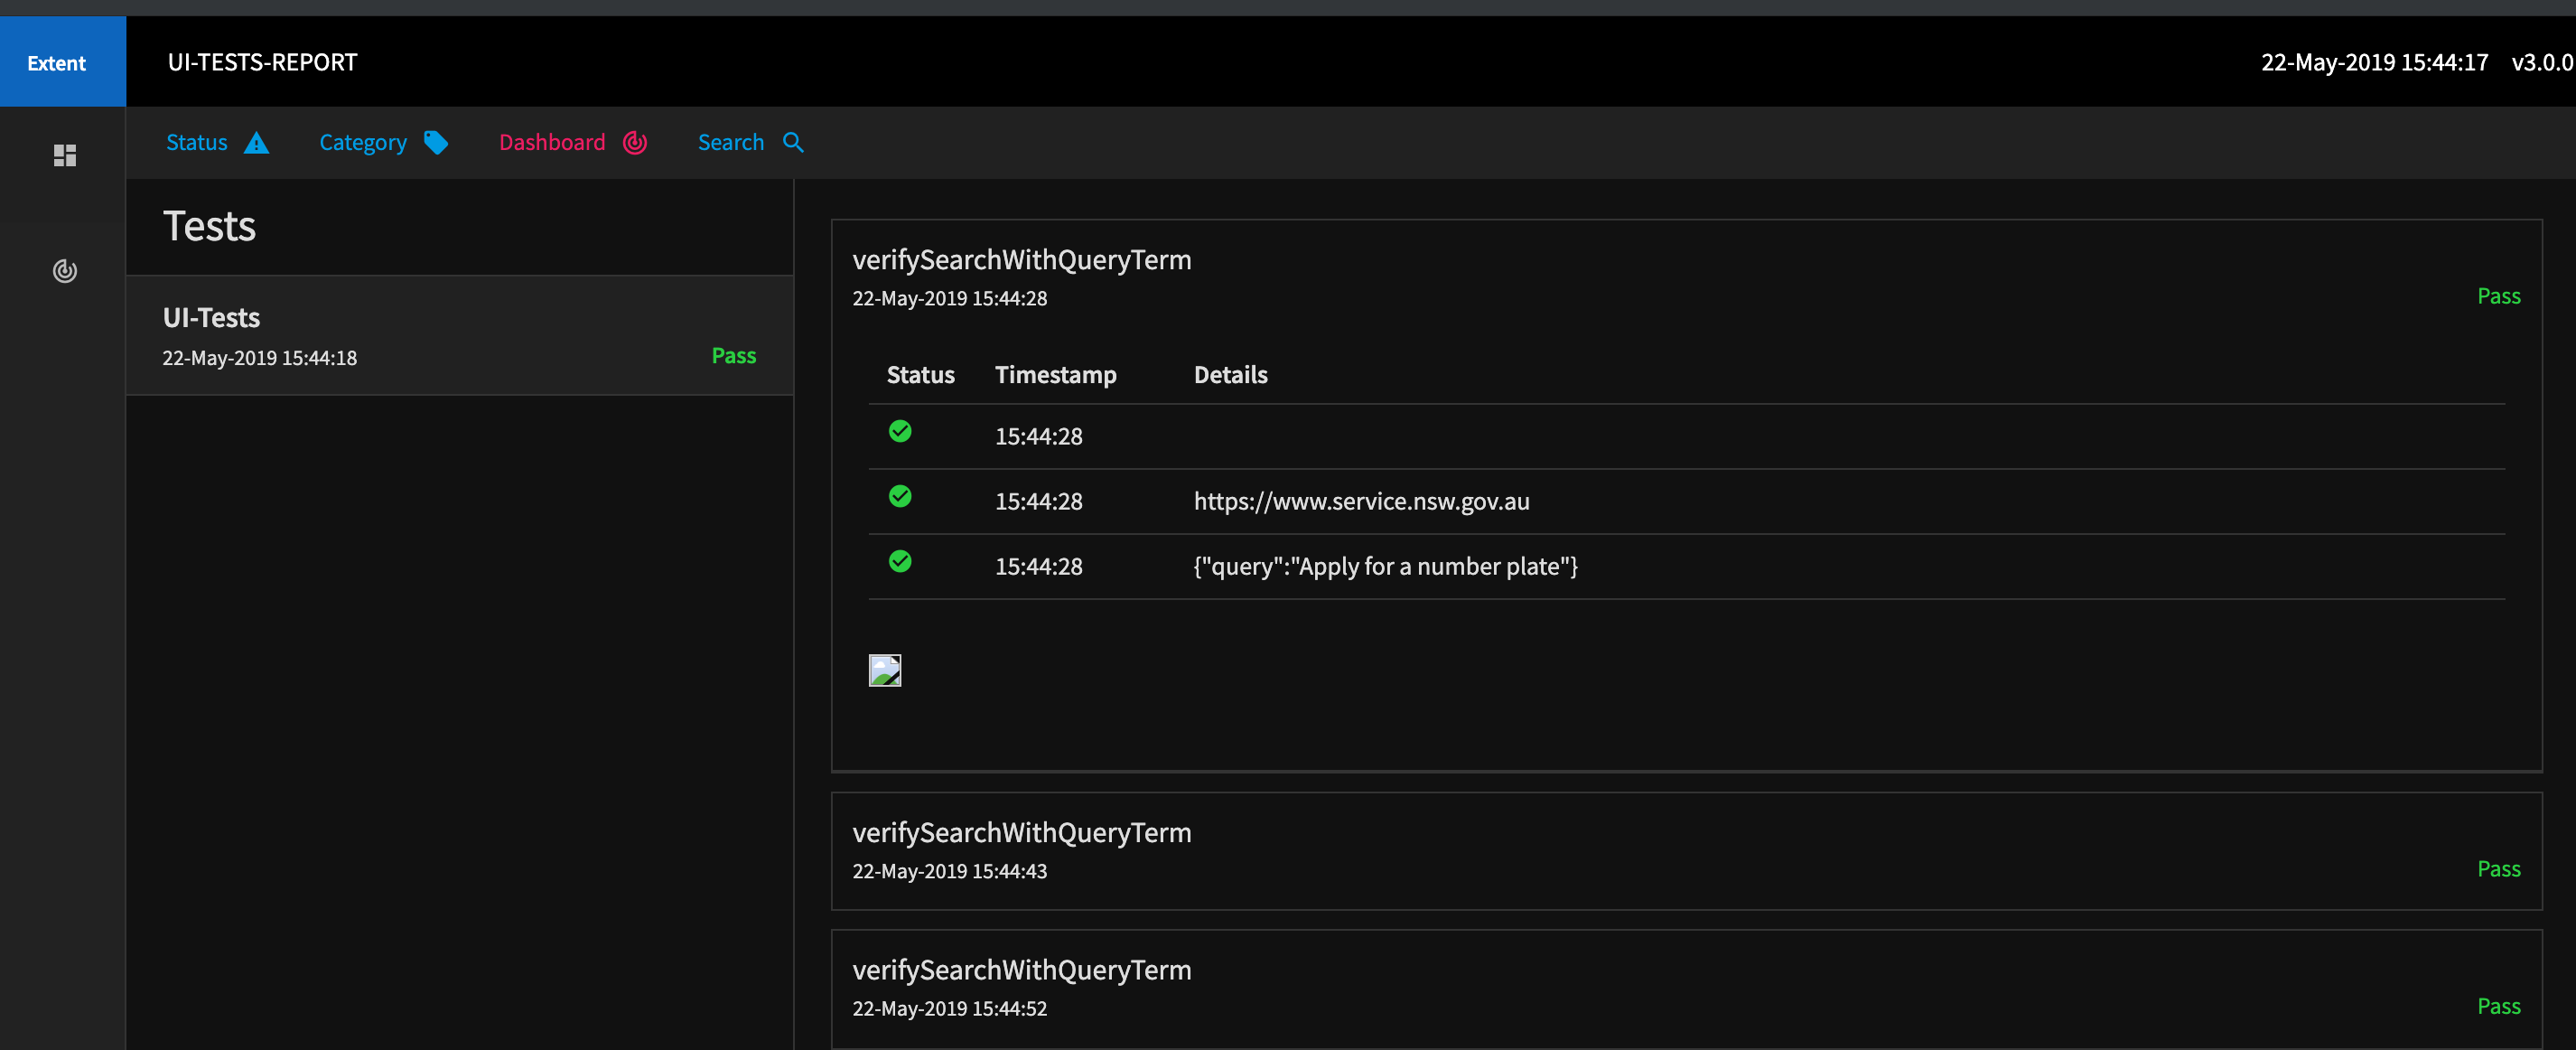 Extent
UI-TESTS-REPORT
22-May-2019 15:44:17 v3.0.0
Status Category Dashboard Search
Tests
UI-Tests
22-May-2019 15:44:18
Pass
verifySearchWithQueryTerm
22-May-2019 15:44:28
Pass
Status Timestamp Details
15:44:28
15:44:28 https://www.service.nsw.gov.au
15:44:28 {"query":"Apply for a number plate"}
verifySearchWithQueryTerm
22-May-2019 15:44:43
Pass
verifySearchWithQueryTerm
22-May-2019 15:44:52
Pass